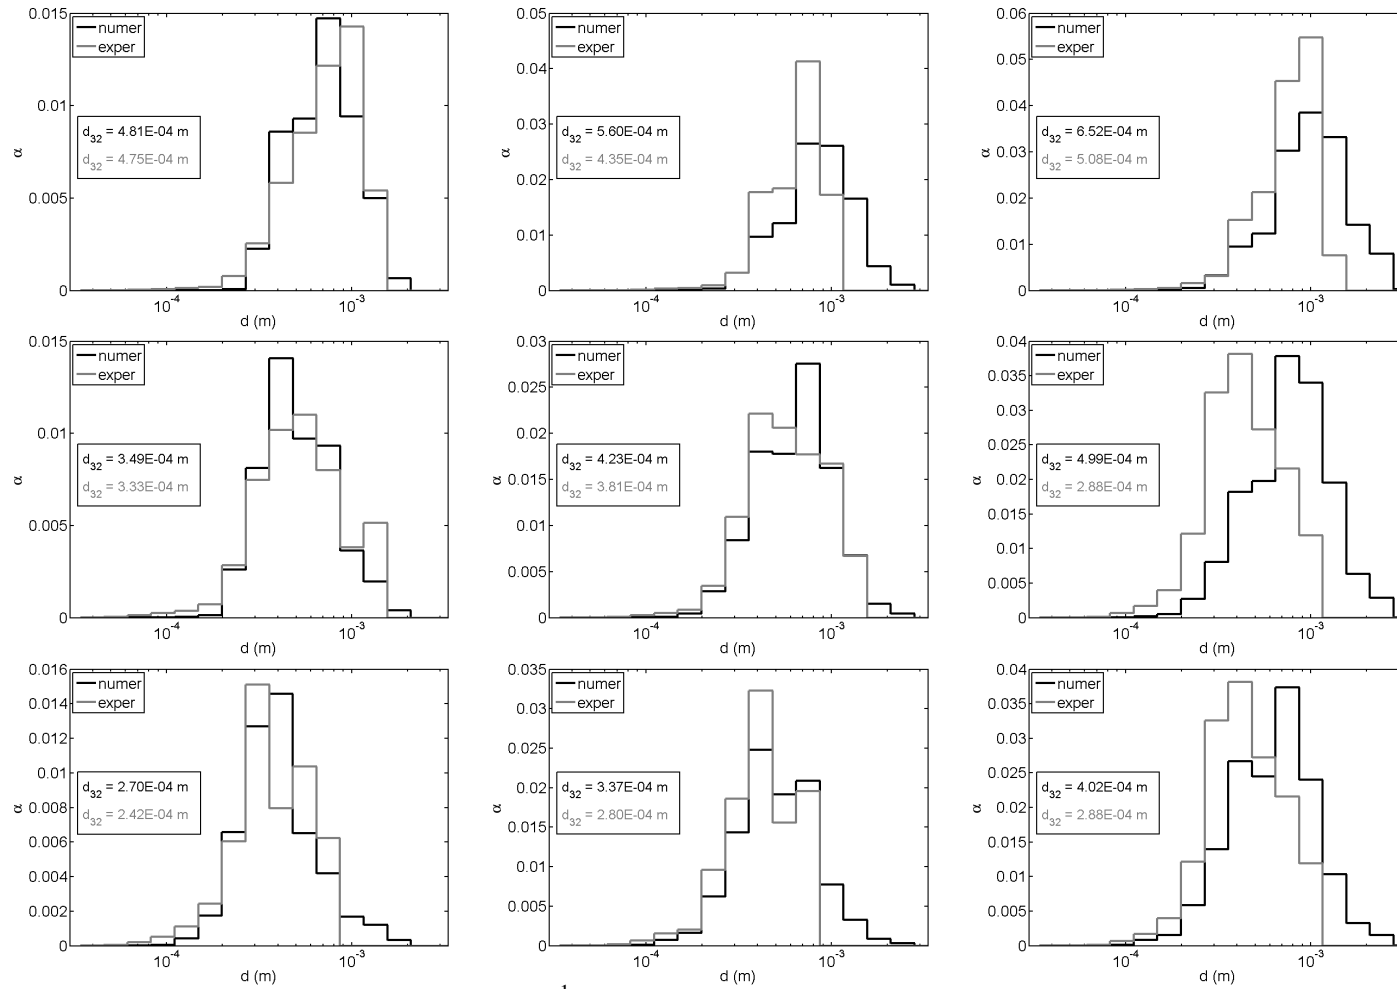 0.015
numer
exper
0.01
d32 = 4.81E-04 m
d32 = 4.75E-04 m
α
0.005
0
10-4
10-3
d (m)
0.05
numer
exper
0.04
d32 = 5.60E-04 m
d32 = 4.35E-04 m
0.03
α
0.02
0.01
0
10-4
10-3
d (m)
0.06
numer
exper
0.05
0.04
d32 = 6.52E-04 m
d32 = 5.08E-04 m
0.03
α
0.02
0.01
0
10-4
10-3
d (m)
0.015
numer
exper
0.01
d32 = 3.49E-04 m
d32 = 3.33E-04 m
α
0.005
0
10-4
10-3
d (m)
0.03
numer
exper
0.025
0.02
d32 = 4.23E-04 m
d32 = 3.81E-04 m
0.015
α
0.01
0.005
0
10-4
10-3
d (m)
0.04
numer
exper
0.035
0.03
0.025
d32 = 4.99E-04 m
d32 = 2.88E-04 m
0.02
α
0.015
0.01
0.005
0
10-4
10-3
d (m)
0.016
numer
exper
0.014
0.012
0.01
d32 = 2.70E-04 m
d32 = 2.42E-04 m
0.008
α
0.006
0.004
0.002
0
10-4
10-3
d (m)
0.035
numer
exper
0.03
0.025
d32 = 3.37E-04 m
d32 = 2.80E-04 m
0.02
α
0.015
0.01
0.005
0
10-4
10-3
d (m)
0.04
numer
exper
0.035
0.03
0.025
d32 = 4.02E-04 m
d32 = 2.88E-04 m
0.02
α
0.015
0.01
0.005
0
10-4
10-3
d (m)